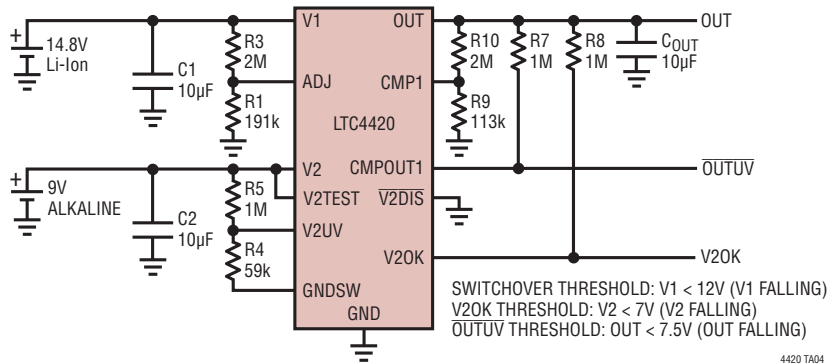 V1
OUT
OUT
+
14.8V
Li-Ion
C1
10µF
R3
2M
ADJ
R1
191k
LTC4420
CMP1
R10
2M
R9
113k
R7
1M
R8
1M
COUT
10µF
+
9V
ALKALINE
C2
10µF
V2
V2TEST
R5
1M
V2UV
R4
59k
GNDSW
GND
CMPOUT1
OUTUV
V2DIS
V2OK
V2OK
SWITCHOVER THRESHOLD: V1 < 12V (V1 FALLING)
V2OK THRESHOLD: V2 < 7V (V2 FALLING)
OUTUV THRESHOLD: OUT < 7.5V (OUT FALLING)
4420 TA04